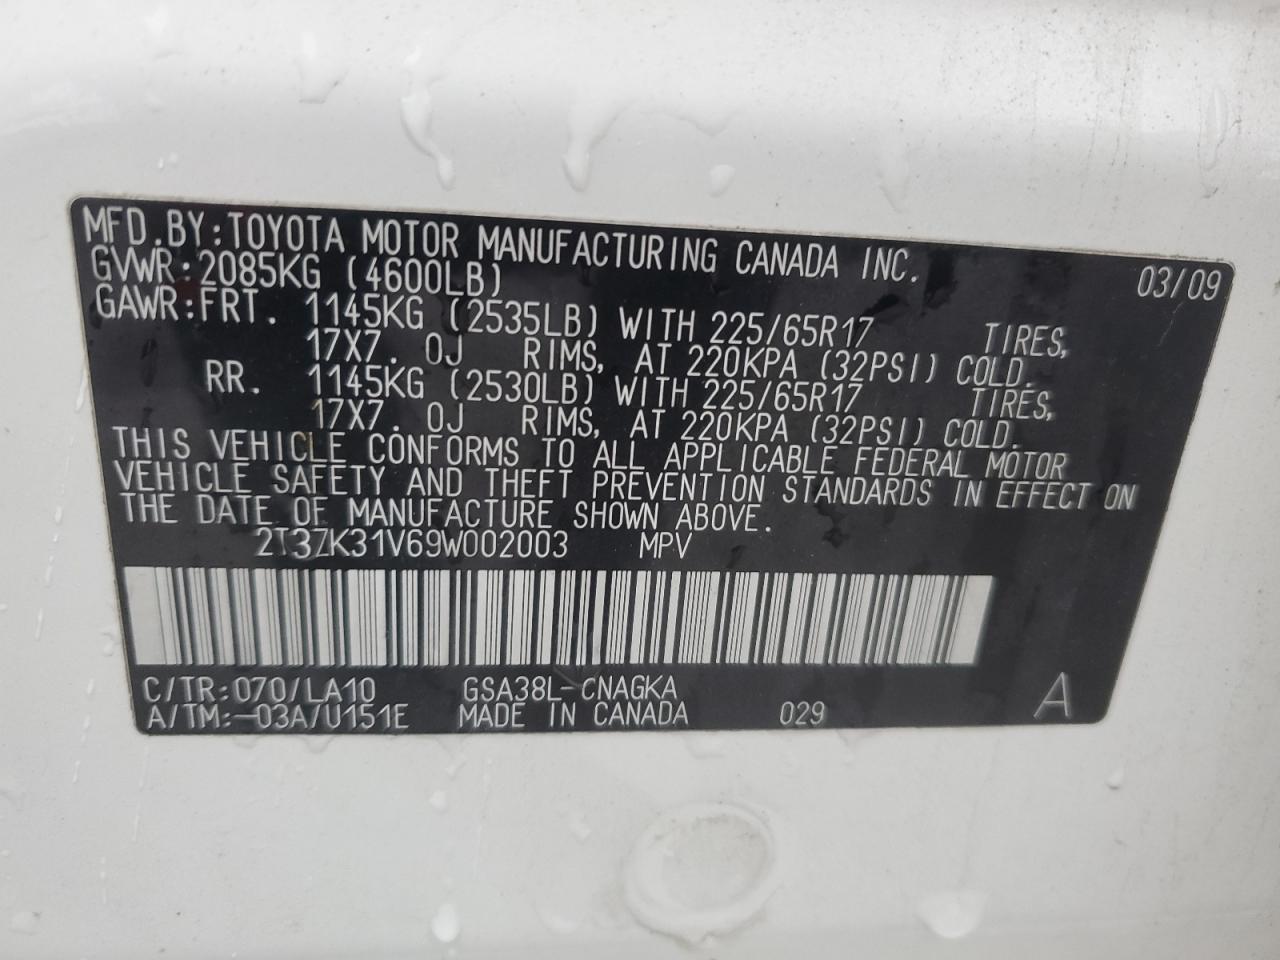 MFD.BY:TOYOTA MOTOR MANUFACTURING CANADA INC. 03/09
GVWR:2085KG (4600LB)
GAWR:FRT. 1145KG (2535LB) WITH 225/65R17 TIRES,
17X7. 0J RIMS, AT 220KPA (32PSI) COLD.
RR. 1145KG (2530LB) WITH 225/65R17 TIRES,
17X7. 0J RIMS, AT 220KPA (32PSI) COLD.
THIS VEHICLE CONFORMS TO ALL APPLICABLE FEDERAL MOTOR
VEHICLE SAFETY AND THEFT PREVENTION STANDARDS IN EFFECT ON
THE DATE OF MANUFACTURE SHOWN ABOVE.
2T3ZK31V69W002003 MPV
C/TR:070/LA10 GSA38L-CNAGKA
A/TM:-03A/U151E MADE IN CANADA 029 A